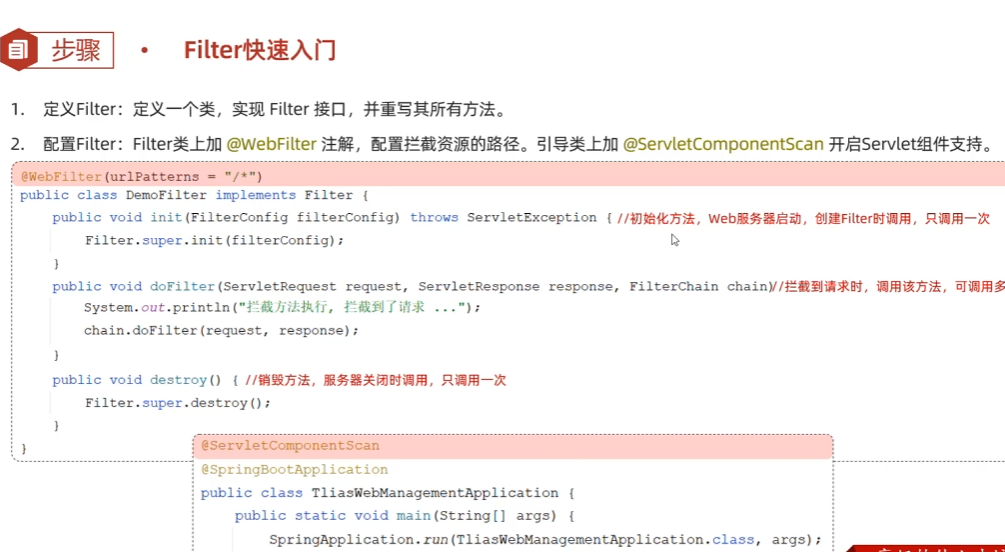 步骤 • Filter快速入门
1. 定义Filter：定义一个类，实现 Filter 接口，并重写其所有方法。
2. 配置Filter：Filter类上加 @WebFilter 注解，配置拦截资源的路径。引导类上加 @ServletComponentScan 开启Servlet组件支持。
@WebFilter(urlPatterns = "/*")
public class DemoFilter implements Filter {
public void init(FilterConfig filterConfig) throws ServletException { //初始化方法，Web服务器启动，创建Filter时调用，只调用一次
Filter.super.init(filterConfig);
}
public void doFilter(ServletRequest request, ServletResponse response, FilterChain chain)//拦截到请求时，调用该方法，可调用多
System.out.println("拦截方法执行, 拦截到了请求 ...");
chain.doFilter(request, response);
}
public void destroy() { //销毁方法，服务器关闭时调用，只调用一次
Filter.super.destroy();
}
}
@ServletComponentScan
@SpringBootApplication
public class TliasWebManagementApplication {
public static void main(String[] args) {
SpringApplication.run(TliasWebManagementApplication.class, args);